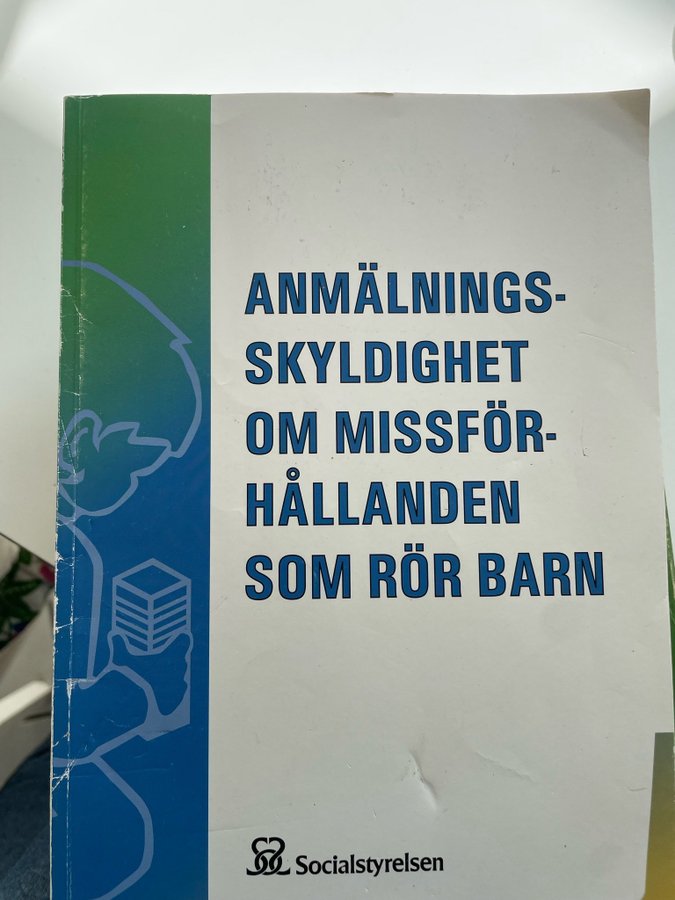 ANMÄLNINGS-
SKYLDIGHET
OM MISSFÖR-
HÅLLANDEN
SOM RÖR BARN
Socialstyrelsen